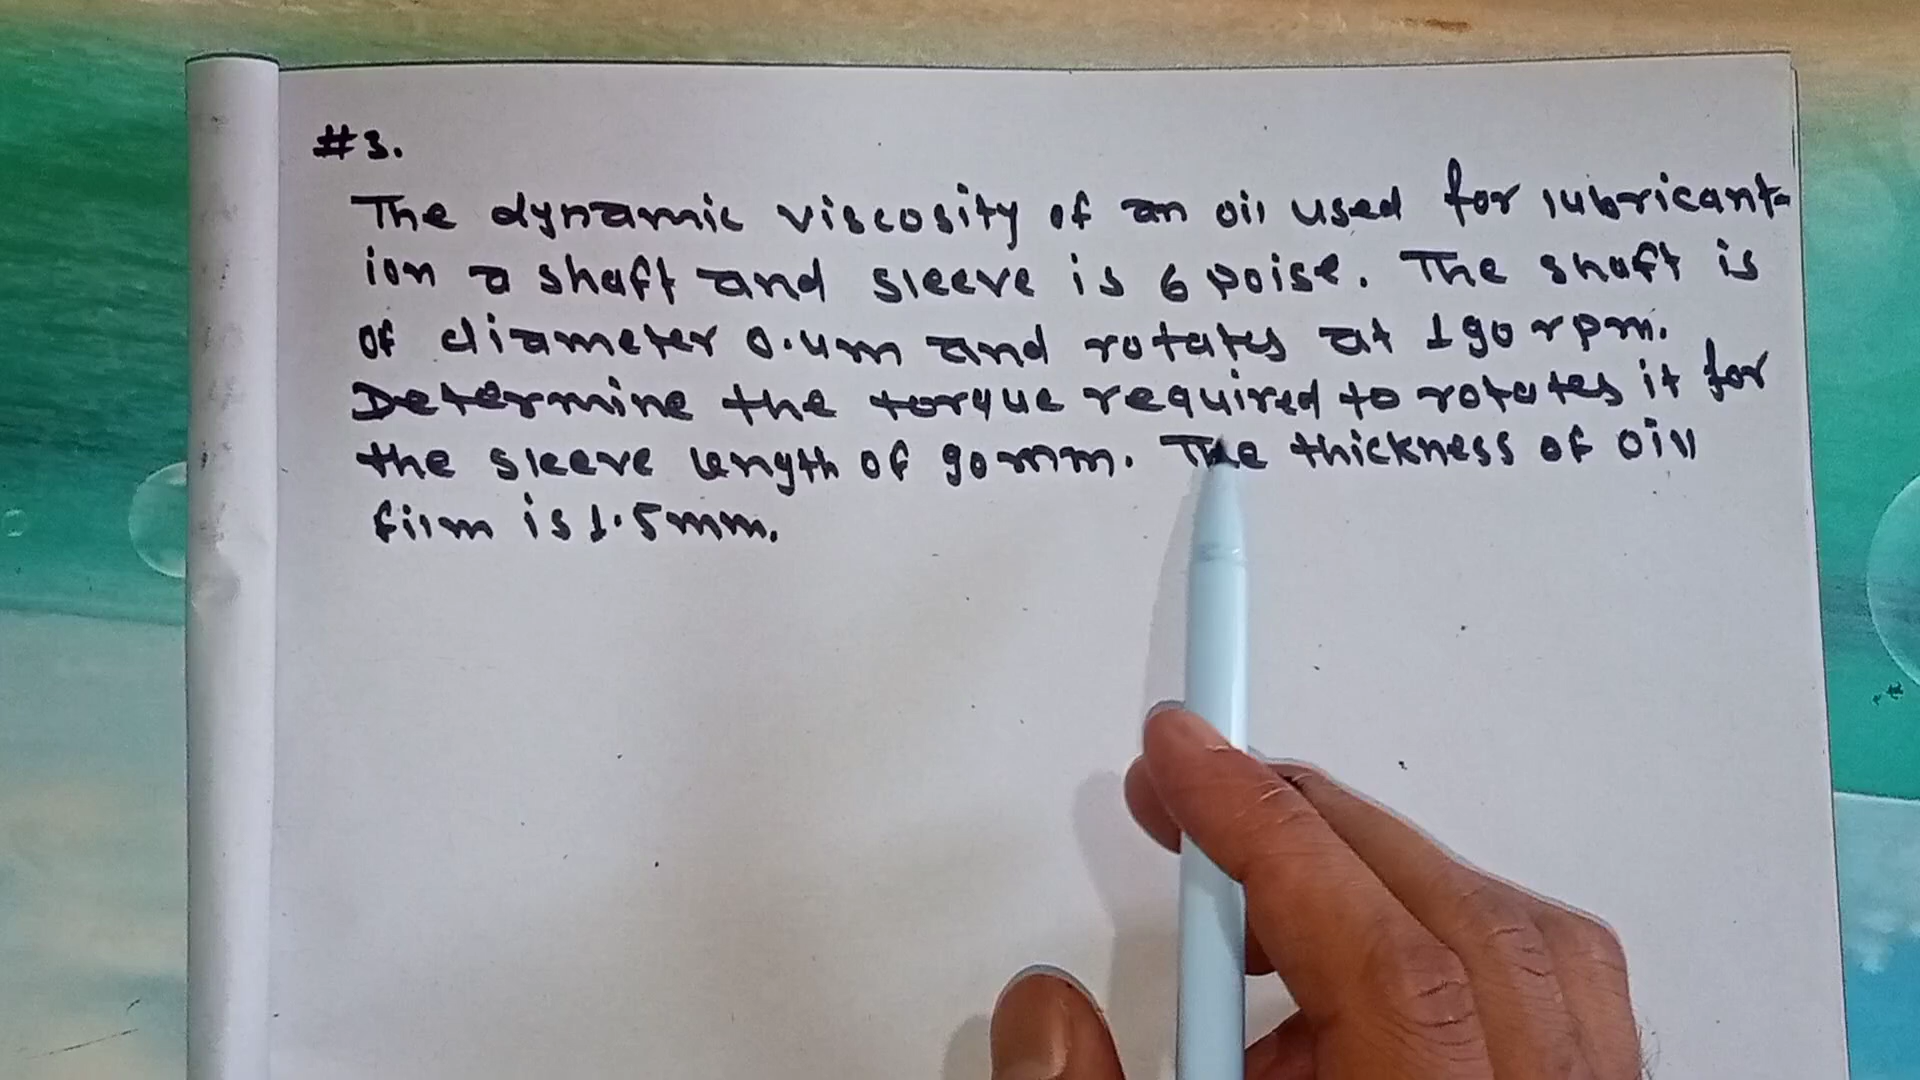 #3.
The dynamic viscosity of an oil used for lubricant-
ion a shaft and sleeve is 6 poise. The shaft is
of diameter 0.4m and rotates at 190 rpm.
Determine the torque required to rotates it for
the sleeve length of 90mm. The thickness of oil
film is 1.5mm.